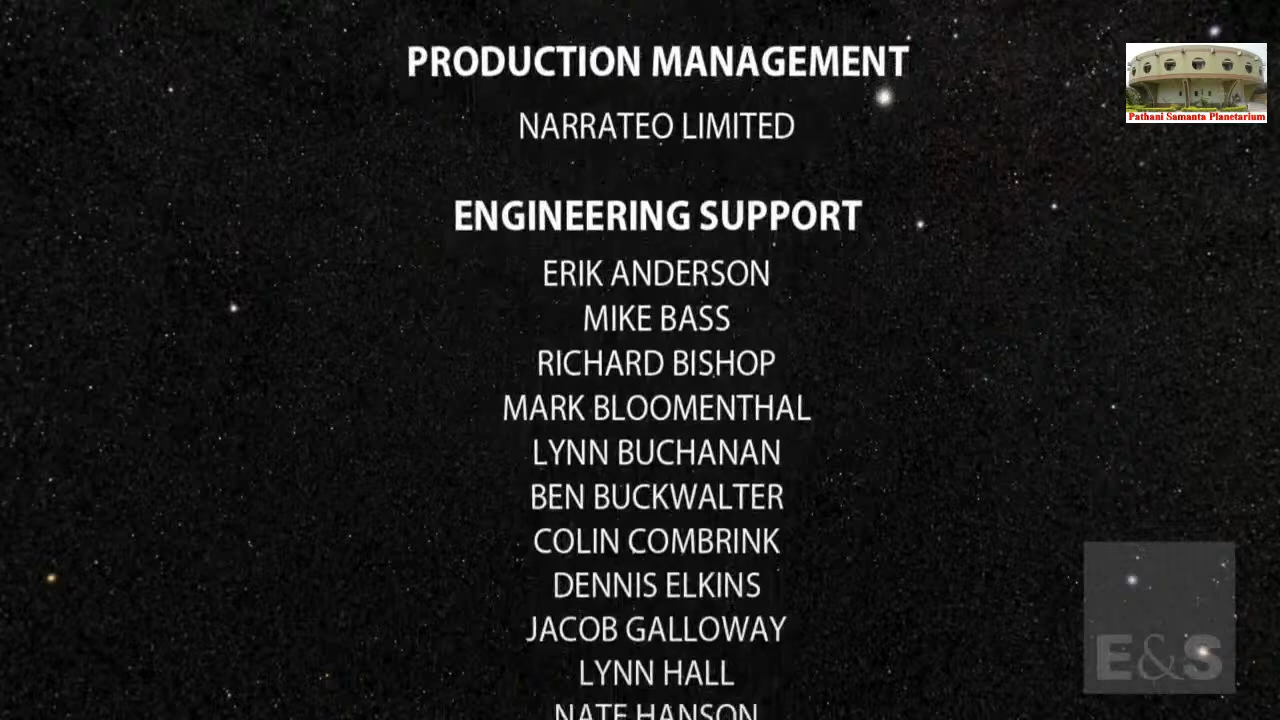 PRODUCTION MANAGEMENT
NARRATEO LIMITED
Pathani Samanta Planetarium
ENGINEERING SUPPORT
ERIK ANDERSON
MIKE BASS
RICHARD BISHOP
MARK BLOOMENTHAL
LYNN BUCHANAN
BEN BUCKWALTER
COLIN COMBRINK
DENNIS ELKINS
JACOB GALLOWAY
LYNN HALL
E&S
NATE HANSON